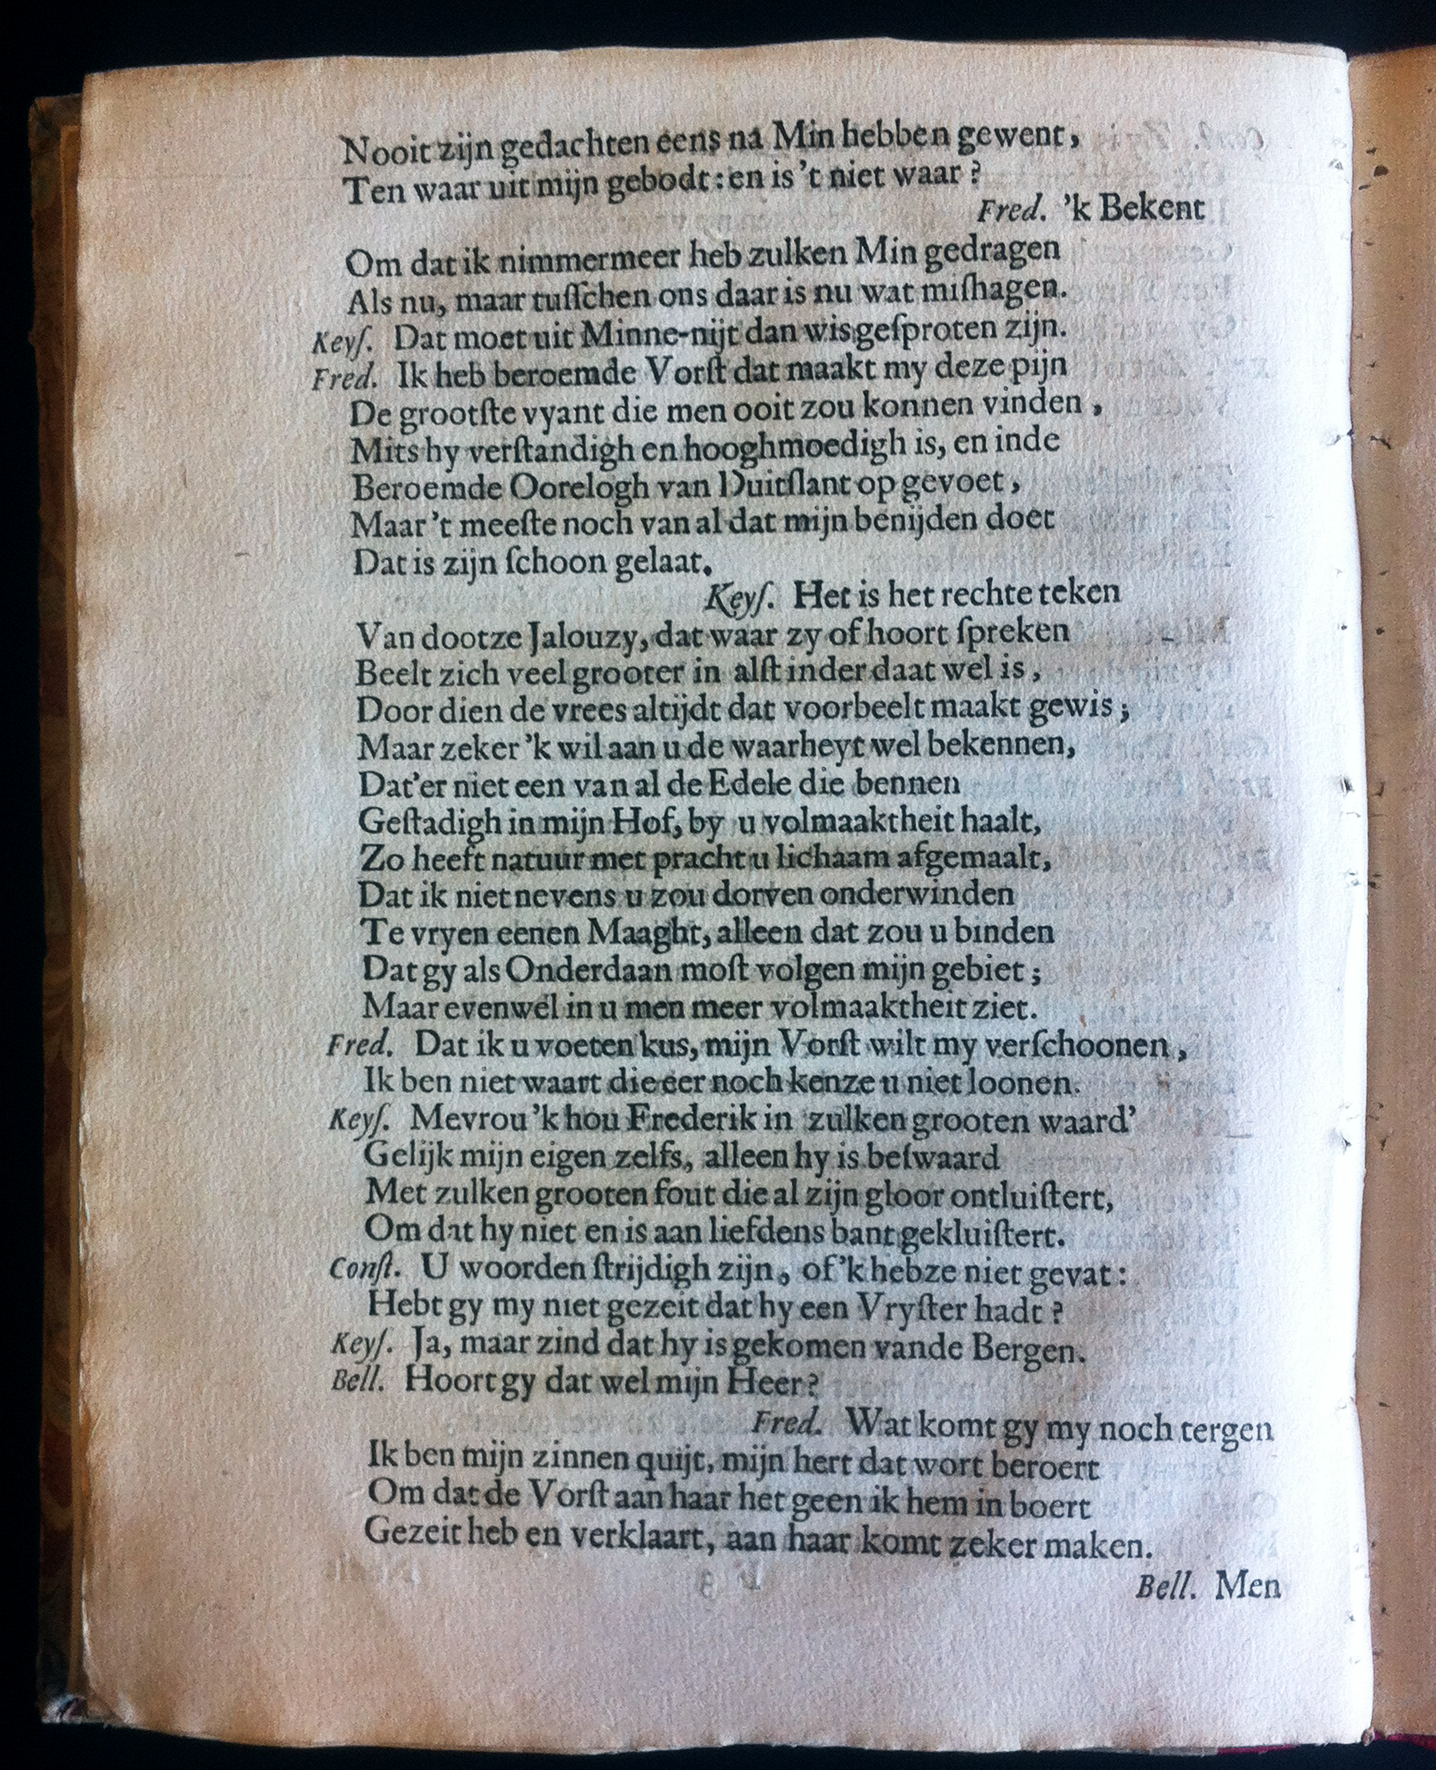 Nooit zijn gedachten eens na Min hebben gewent,
Ten waar uit mijn gebodt: en is 't niet waar?
Fred. 'k Bekent
Om dat ik nimmermeer heb zulken Min gedragen
Als nu, maar tuſſchen ons daar is nu wat miſhagen.
Keyſ. Dat moet uit Minne-nijt dan wis geſproten zijn.
Fred. Ik heb beroemde Vorſt dat maakt my deze pijn
De grootſte vyant die men ooit zou konnen vinden,
Mits hy verſtandigh en hooghmoedigh is, en inde
Beroemde Oorelogh van Duitſlant op gevoet,
Maar 't meeſte noch van al dat mijn benijden doet
Dat is zijn ſchoon gelaat.
Keyſ. Het is het rechte teken
Van dootze Jalouzy, dat waar zy of hoort ſpreken
Beelt zich veel grooter in alſt inder daat wel is,
Door dien de vrees altijdt dat voorbeelt maakt gewis;
Maar zeker 'k wil aan u de waarheyt wel bekennen,
Dat'er niet een van al de Edele die bennen
Geſtadigh in mijn Hof, by u volmaaktheit haalt,
Zo heeft natuur met pracht u lichaam afgemaalt,
Dat ik niet nevens u zou dorven onderwinden
Te vryen eenen Maaght, alleen dat zou u binden
Dat gy als Onderdaan moſt volgen mijn gebiet;
Maar evenwel in u men meer volmaaktheit ziet.
Fred. Dat ik u voeten kus, mijn Vorſt wilt my verſchoonen,
Ik ben niet waart die eer noch kenze u niet loonen.
Keyſ. Mevrou 'k hou Frederik in zulken grooten waard'
Gelijk mijn eigen zelfs, alleen hy is beſwaard
Met zulken grooten fout die al zijn gloor ontluiſtert,
Om dat hy niet en is aan liefdens bant gekluiſtert.
Conſt. U woorden ſtrijdigh zijn, of 'k hebze niet gevat:
Hebt gy my niet gezeit dat hy een Vryſter hadt?
Keyſ. Ja, maar zind dat hy is gekomen vande Bergen.
Bell. Hoort gy dat wel mijn Heer?
Fred. Wat komt gy my noch tergen
Ik ben mijn zinnen quijt, mijn hert dat wort beroert
Om dat de Vorſt aan haar het geen ik hem in boert
Gezeit heb en verklaart, aan haar komt zeker maken.
Bell. Men